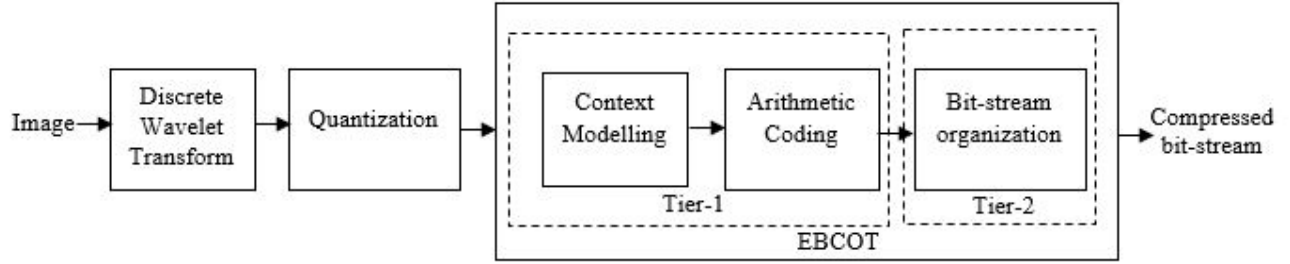 Image
Discrete
Wavelet
Transform
Quantization
Context
Modelling
Arithmetic
Coding
Tier-1
Bit-stream
organization
Tier-2
EBCOT
Compressed
bit-stream